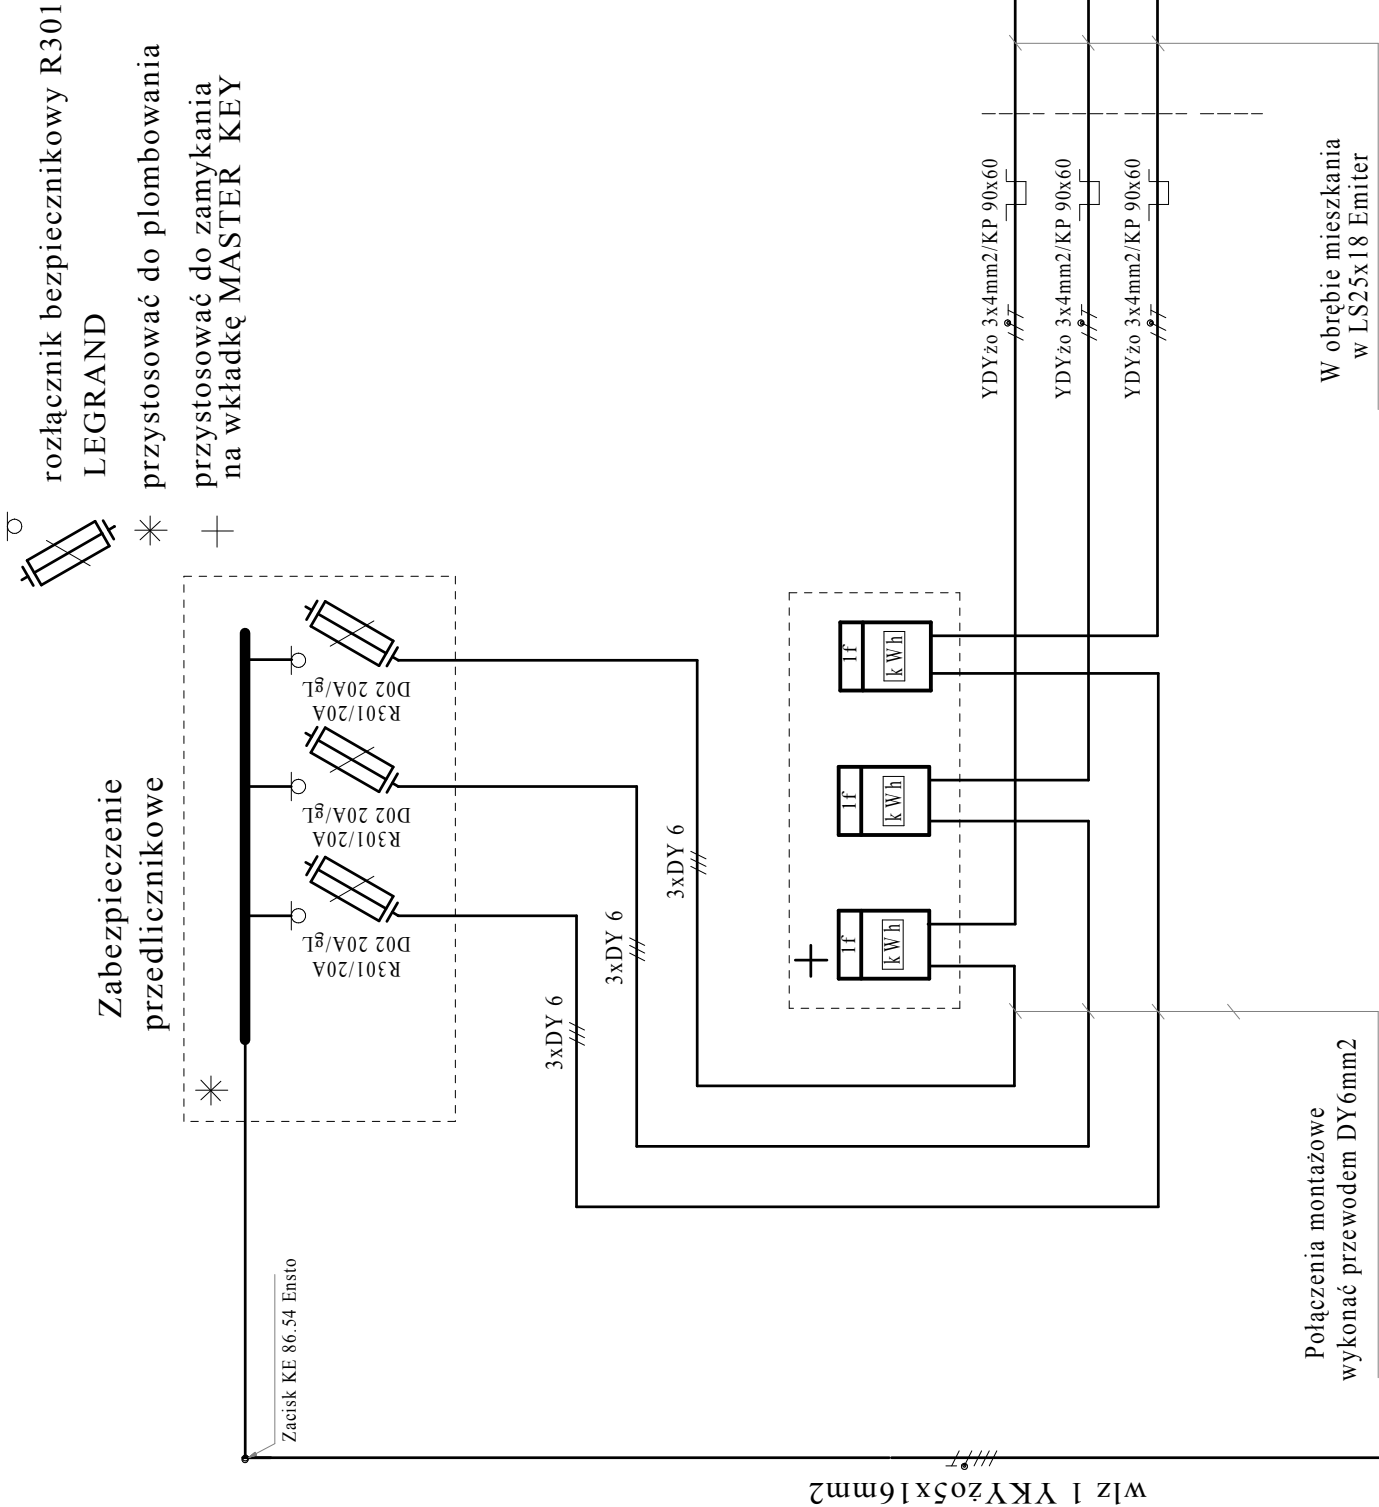 rozłącznik bezpiecznikowy R301
LEGRAND
przystosować do plombowania
przystosować do zamykania
na wkładkę MASTER KEY
Zabezpieczenie
przedlicznikowe
R301/20A
D02 20A/gL
R301/20A
D02 20A/gL
R301/20A
D02 20A/gL
3xDY 6
3xDY 6
3xDY 6
1f
kWh
1f
kWh
1f
kWh
YDYżo 3x4mm2/KP 90x60
YDYżo 3x4mm2/KP 90x60
YDYżo 3x4mm2/KP 90x60
W obrębie mieszkania
w LS25x18 Emiter
Zacisk KE 86.54 Ensto
Połączenia montażowe
wykonać przewodem DY6mm2
wlz 1 YKYżo5x16mm2